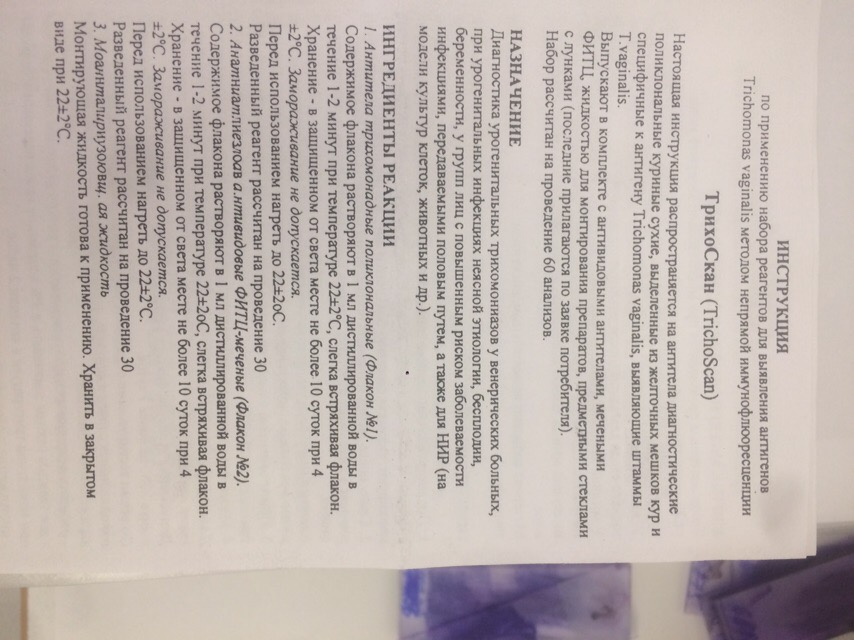 ИНСТРУКЦИЯ
по применению набора реагентов для выявления антигенов
Trichomonas vaginalis методом непрямой иммунофлюоресценции
ТрихоСкан (TrichoScan)
Настоящая инструкция распространяется на антитела диагностические
поликлональные куриные сухие, выделенные из желточных мешков кур и
специфичные к антигену Trichomonas vaginalis, выявляющие штаммы
T.vaginalis.
Выпускают в комплекте с антивидовыми антителами, мечеными
ФИТЦ, жидкостью для монтирования препаратов, предметными стеклами
с лунками (последние прилагаются по заявке потребителя).
Набор рассчитан на проведение 60 анализов.
НАЗНАЧЕНИЕ
Диагностика урогенитальных трихомониазов у венерических больных,
при урогенитальных инфекциях неясной этиологии, бесплодии,
беременности, у групп лиц с повышенным риском заболеваемости
инфекциями, передаваемыми половым путем, а также для НИР (на
модели культур клеток, животных и др.).
ИНГРЕДИЕНТЫ РЕАКЦИИ
1. Антитела трихомонадные поликлональные (Флакон №1).
Содержимое флакона растворяют в 1 мл дистиллированной воды в
течение 1-2 минут при температуре 22±2°С, слегка встряхивая флакон.
Хранение - в защищенном от света месте не более 10 суток при 4
±2°С. Замораживание не допускается.
Перед использованием нагреть до 22±2оС.
Разведенный реагент рассчитан на проведение 30
2. Анатниатлиезлоав а.нтивидовые ФИТЦ-меченые (Флакон №2).
Содержимое флакона растворяют в 1 мл дистиллированной воды в
течение 1-2 минут при температуре 22±2оС, слегка встряхивая флакон.
Хранение - в защищенном от света месте не более 10 суток при 4
±2°С. Замораживание не допускается.
Перед использованием нагреть до 22±2°С.
Разведенный реагент рассчитан на проведение 30
3. ая жидкость
Монтирующая жидкость готова к применению. Хранить в закрытом
виде при 22±2°С.